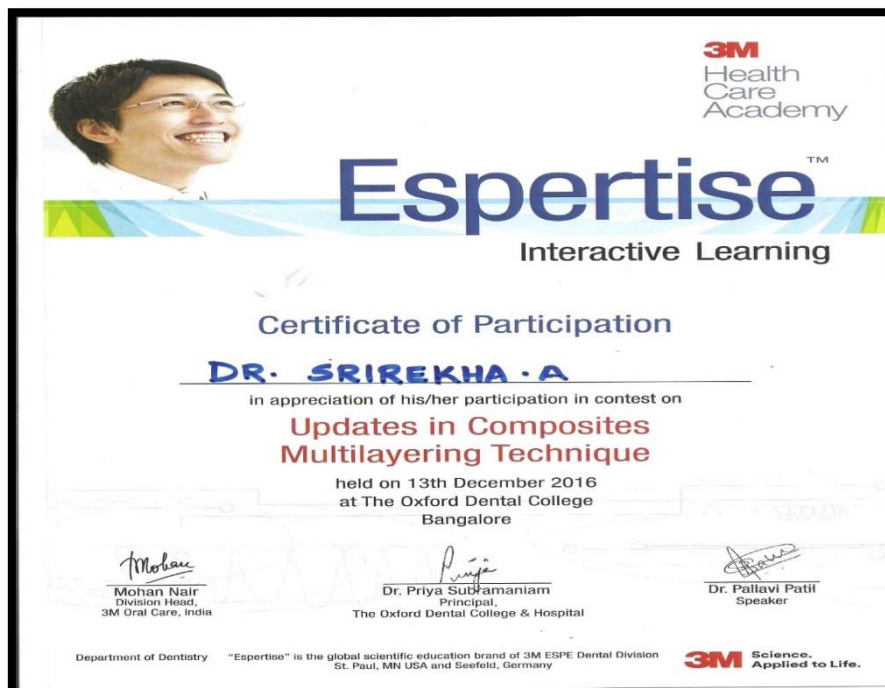 3M
Health
Care
Academy
Espertise™
Interactive Learning
Certificate of Participation
DR. SRIREKHA. A
in appreciation of his/her participation in contest on
Updates in Composites
Multilayering Technique
held on 13th December 2016
at The Oxford Dental College
Bangalore
Mohan
Mohan Nair
Division Head,
3M Oral Care, India
Priya
Dr. Priya Subramaniam
Principal,
The Oxford Dental College & Hospital
Dr. Pallavi Patil
Speaker
Department of Dentistry
"Espertise" is the global scientific education brand of 3M ESPE Dental Division
St. Paul, MN USA and Seefeld, Germany
3M Science.
Applied to Life.